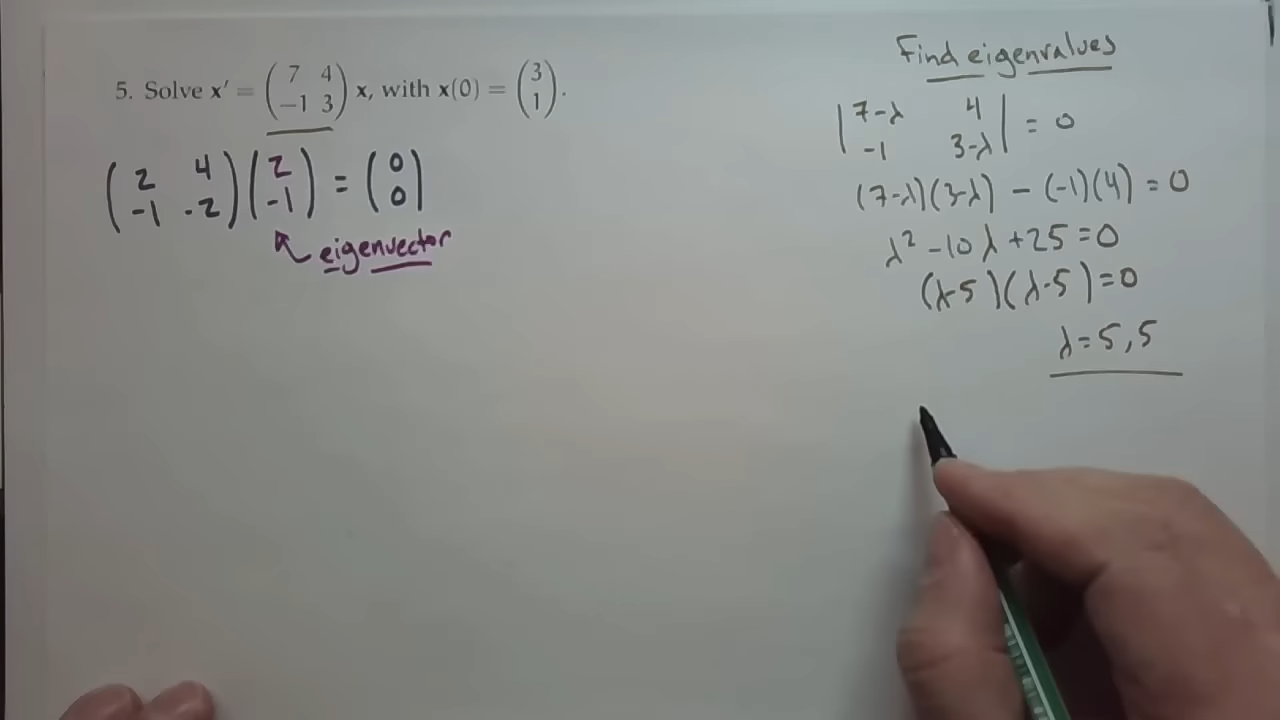 5. Solve x′ = ( 7 4 ; −1 3 ) x, with x(0) = ( 3 ; 1 ).
( 2 4 ; -1 -2 )( 2 ; -1 ) = ( 0 ; 0 )
eigenvector
Find eigenvalues
| 7-λ 4 ; -1 3-λ | = 0
(7-λ)(3-λ) - (-1)(4) = 0
λ² - 10λ + 25 = 0
(λ-5)(λ-5) = 0
λ = 5, 5